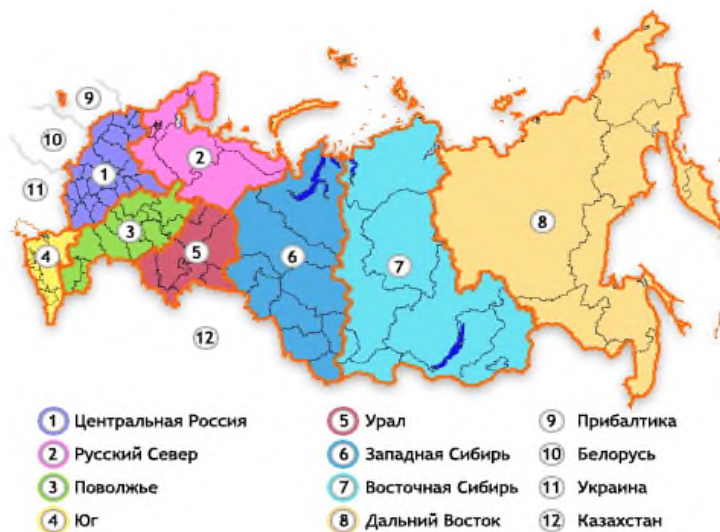 9
10
2
1
11
3
8
4
5
6
7
12
1 Центральная Россия
2 Русский Север
3 Поволжье
4 Юг
5 Урал
6 Западная Сибирь
7 Восточная Сибирь
8 Дальний Восток
9 Прибалтика
10 Белорусь
11 Украина
12 Казахстан